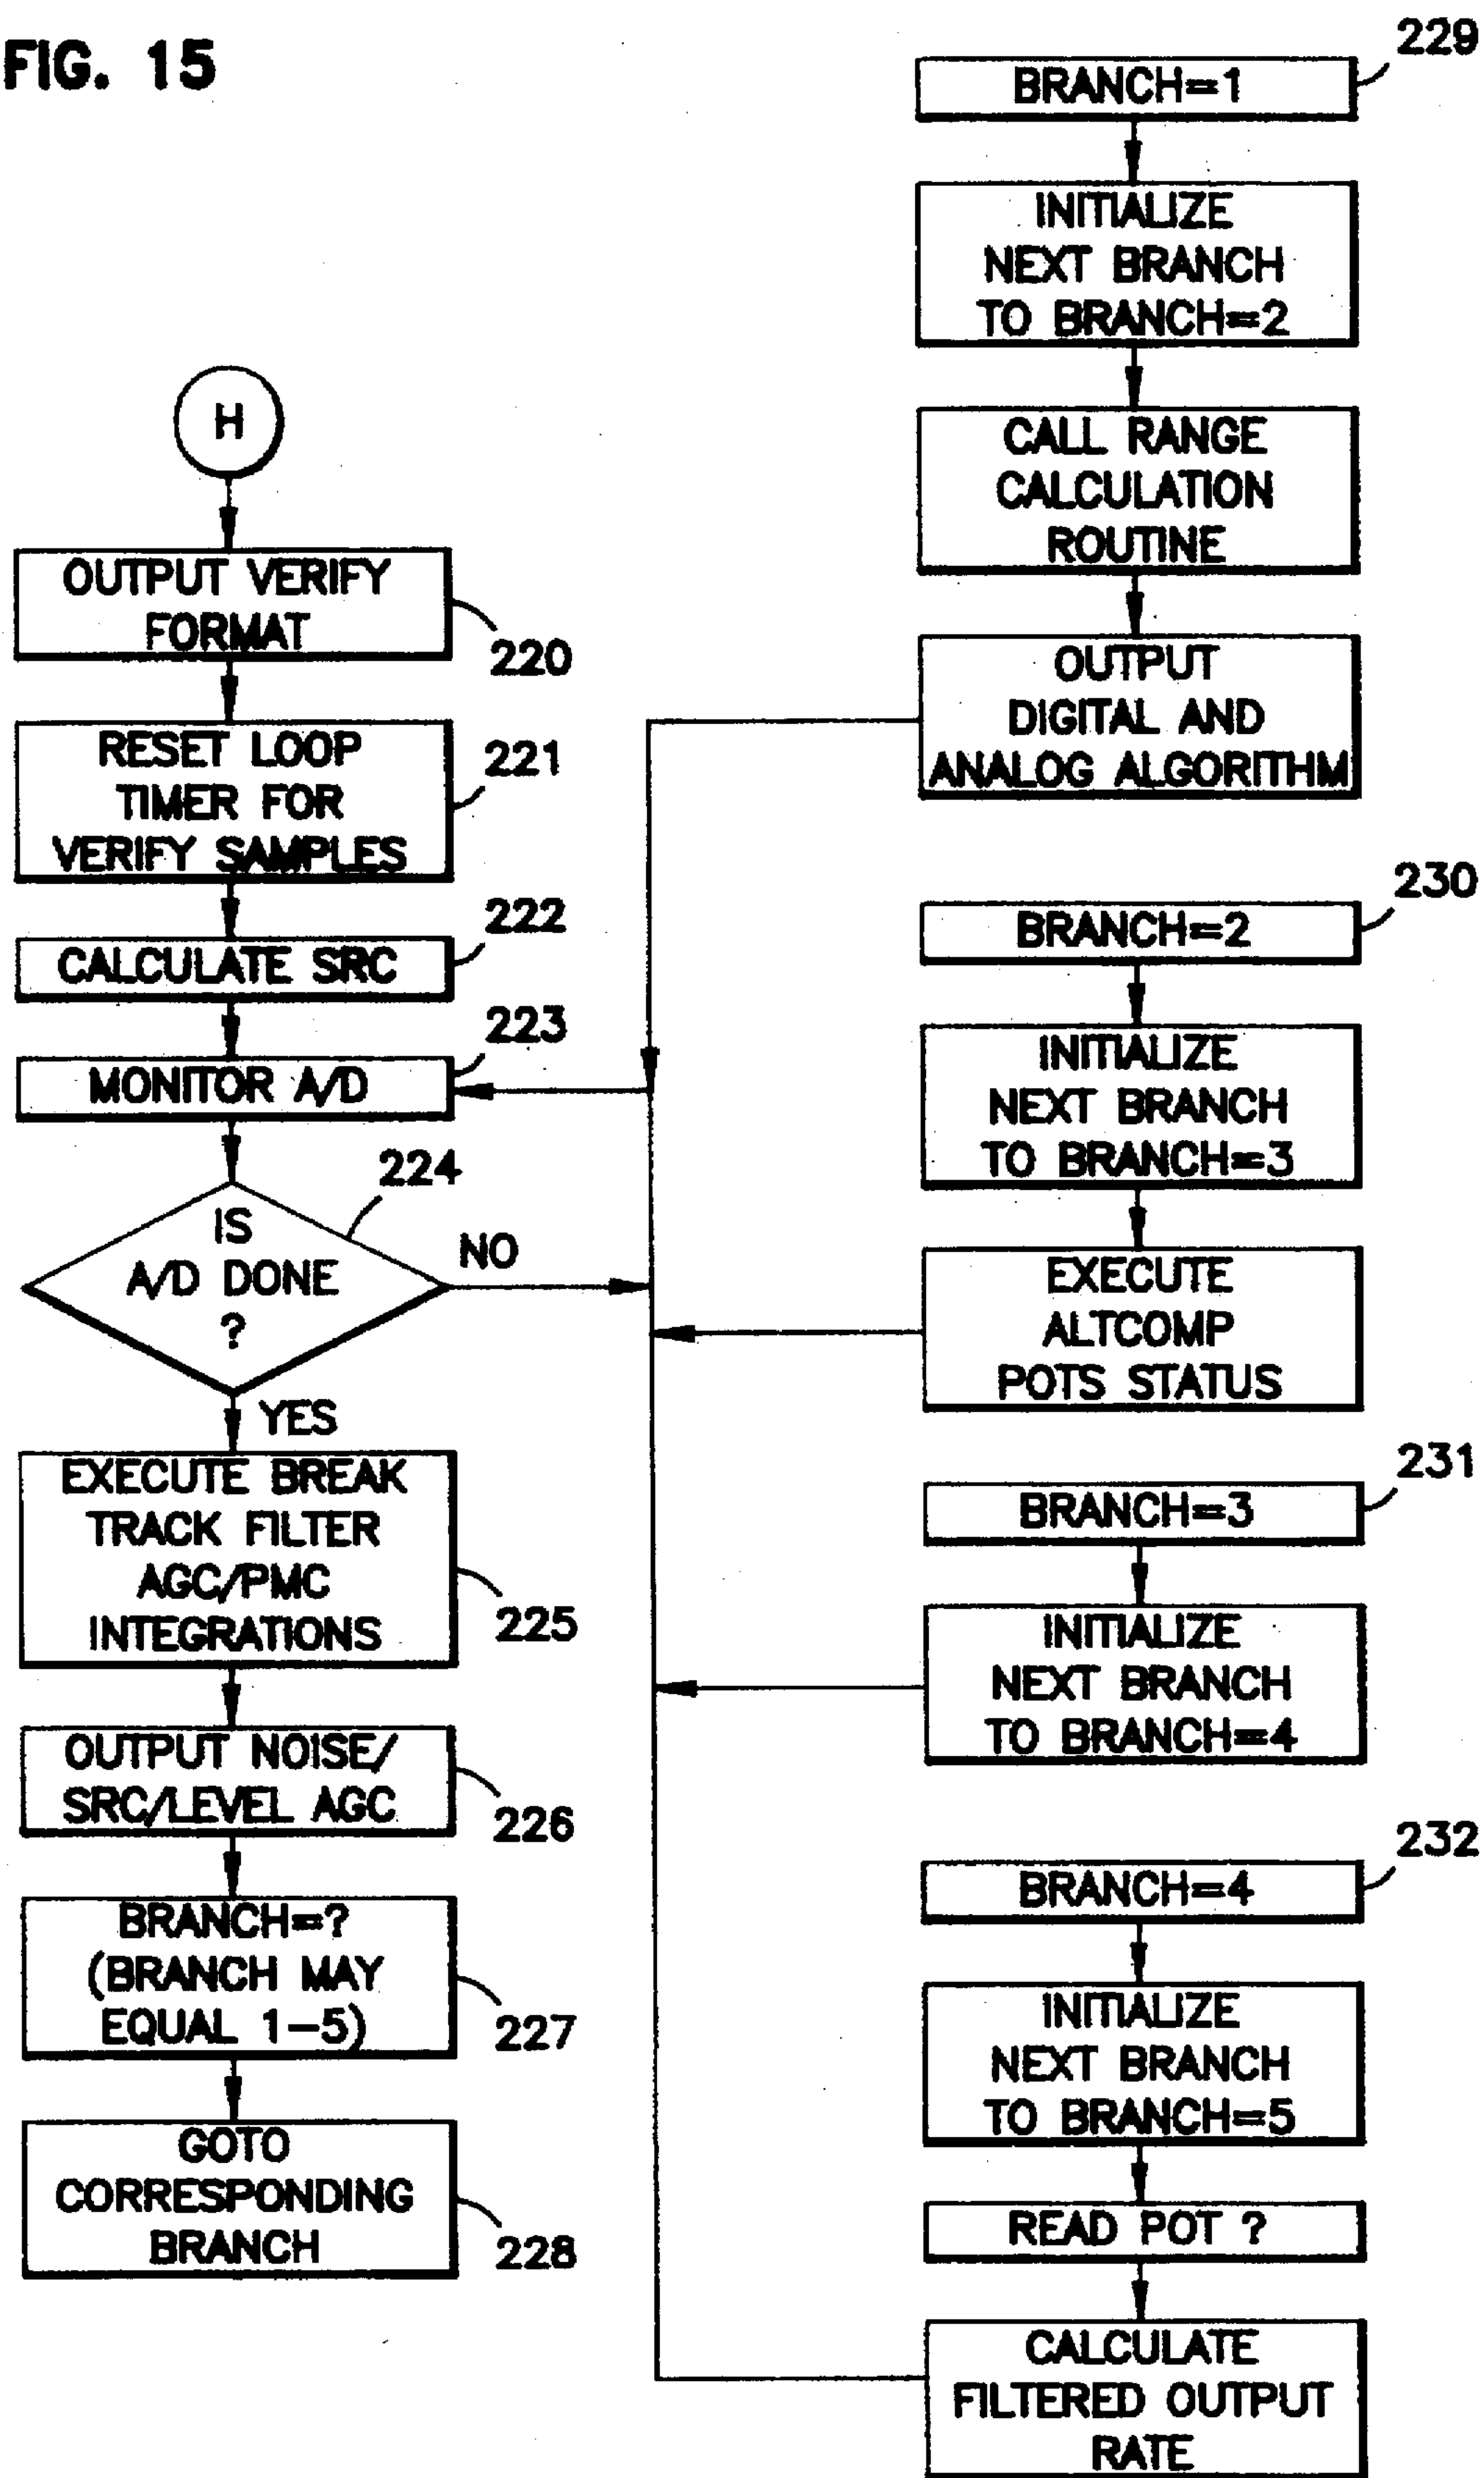 FIG. 15
H
OUTPUT VERIFY
FORMAT
220
RESET LOOP
TIMER FOR
VERIFY SAMPLES
221
CALCULATE SRC
222
MONITOR A/D
223
IS
A/D DONE
?
224
NO
YES
EXECUTE BREAK
TRACK FILTER
AGC/PMC
INTEGRATIONS
225
OUTPUT NOISE/
SRC/LEVEL AGC
226
BRANCH=?
(BRANCH MAY
EQUAL 1-5)
227
GOTO
CORRESPONDING
BRANCH
228
BRANCH=1
229
INITIALIZE
NEXT BRANCH
TO BRANCH=2
CALL RANGE
CALCULATION
ROUTINE
OUTPUT
DIGITAL AND
ANALOG ALGORITHM
BRANCH=2
230
INITIALIZE
NEXT BRANCH
TO BRANCH=3
EXECUTE
ALTCOMP
POTS STATUS
BRANCH=3
231
INITIALIZE
NEXT BRANCH
TO BRANCH=4
BRANCH=4
232
INITIALIZE
NEXT BRANCH
TO BRANCH=5
READ POT ?
CALCULATE
FILTERED OUTPUT
RATE